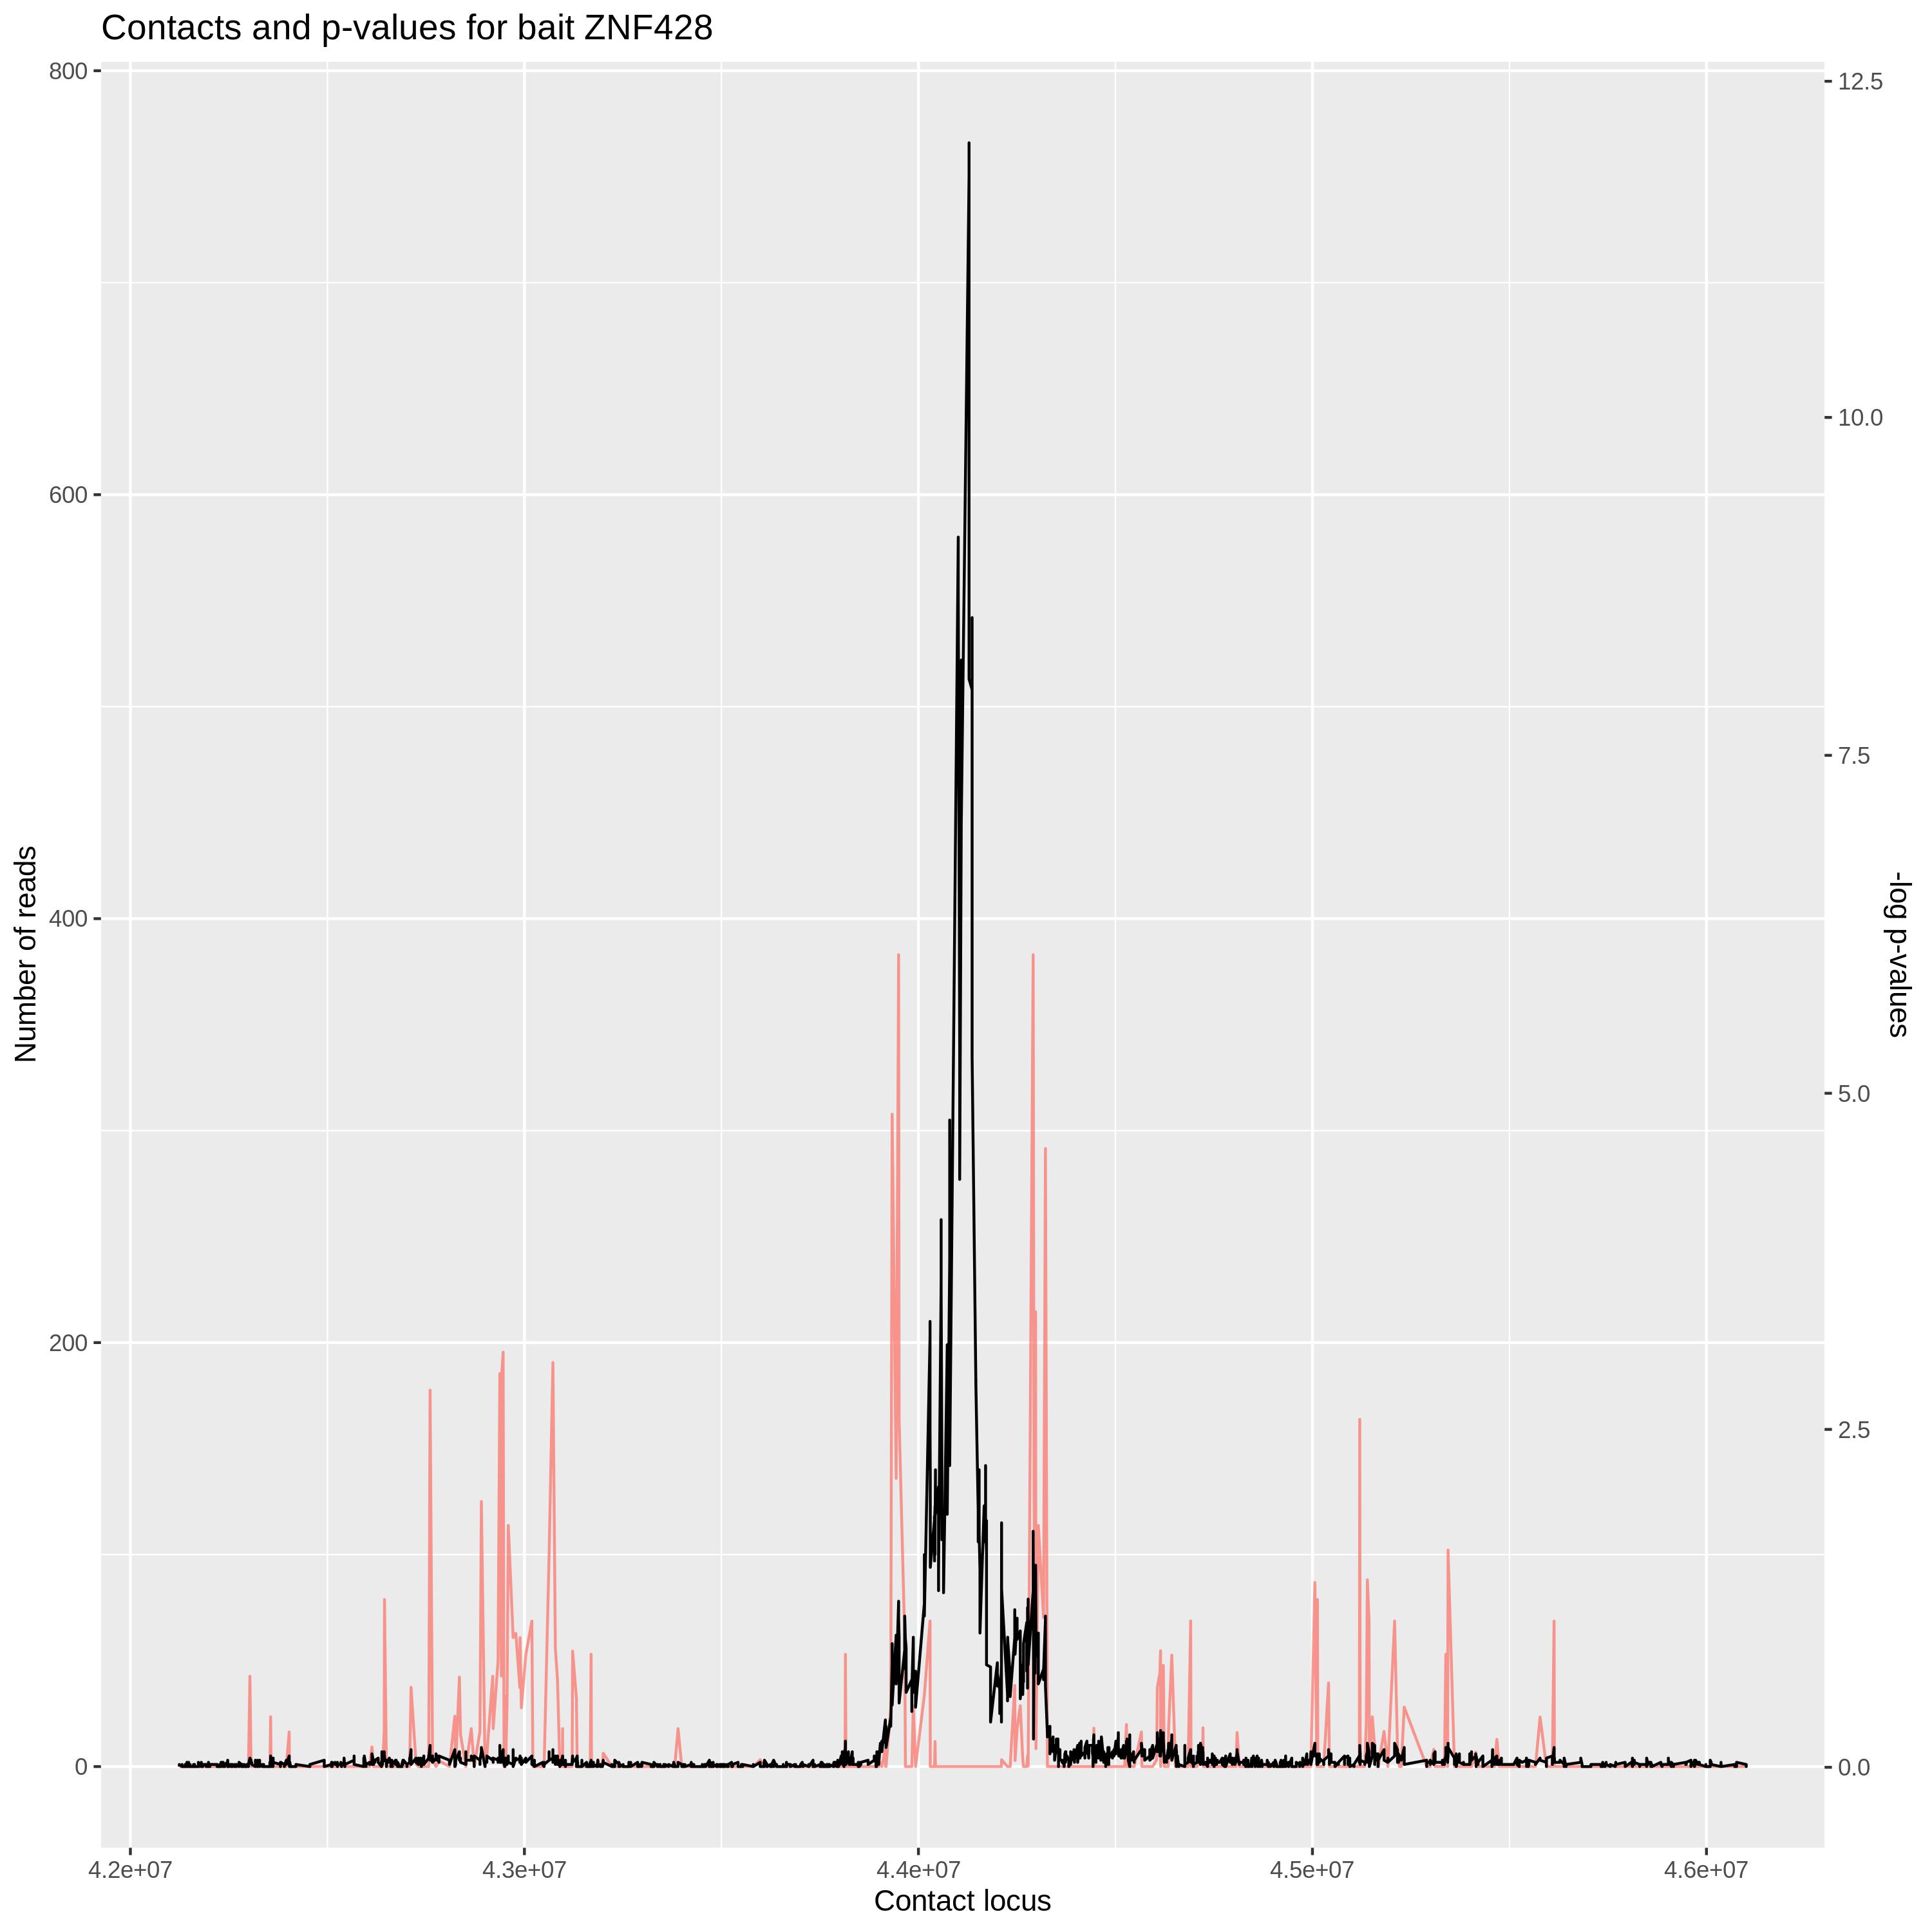 Contacts and p-values for bait ZNF428
800
600
400
200
0
Number of reads
12.5
10.0
7.5
5.0
2.5
0.0
-log p-values
4.2e+07 4.3e+07 4.4e+07 4.5e+07 4.6e+07
Contact locus